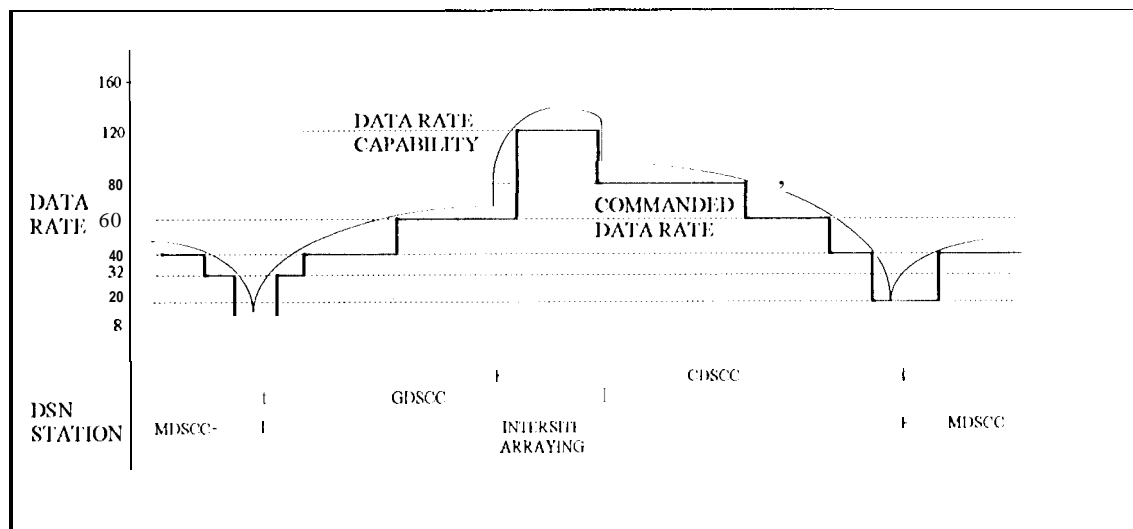 160
DATA RATE
CAPABILITY
120
80
DATA
RATE
60
COMMANDED
DATA RATE
40
32
20
8
CDSCC
GDSCC
DSN
STATION
MDSCC-
INTERSITE
ARRAYING
MDSCC